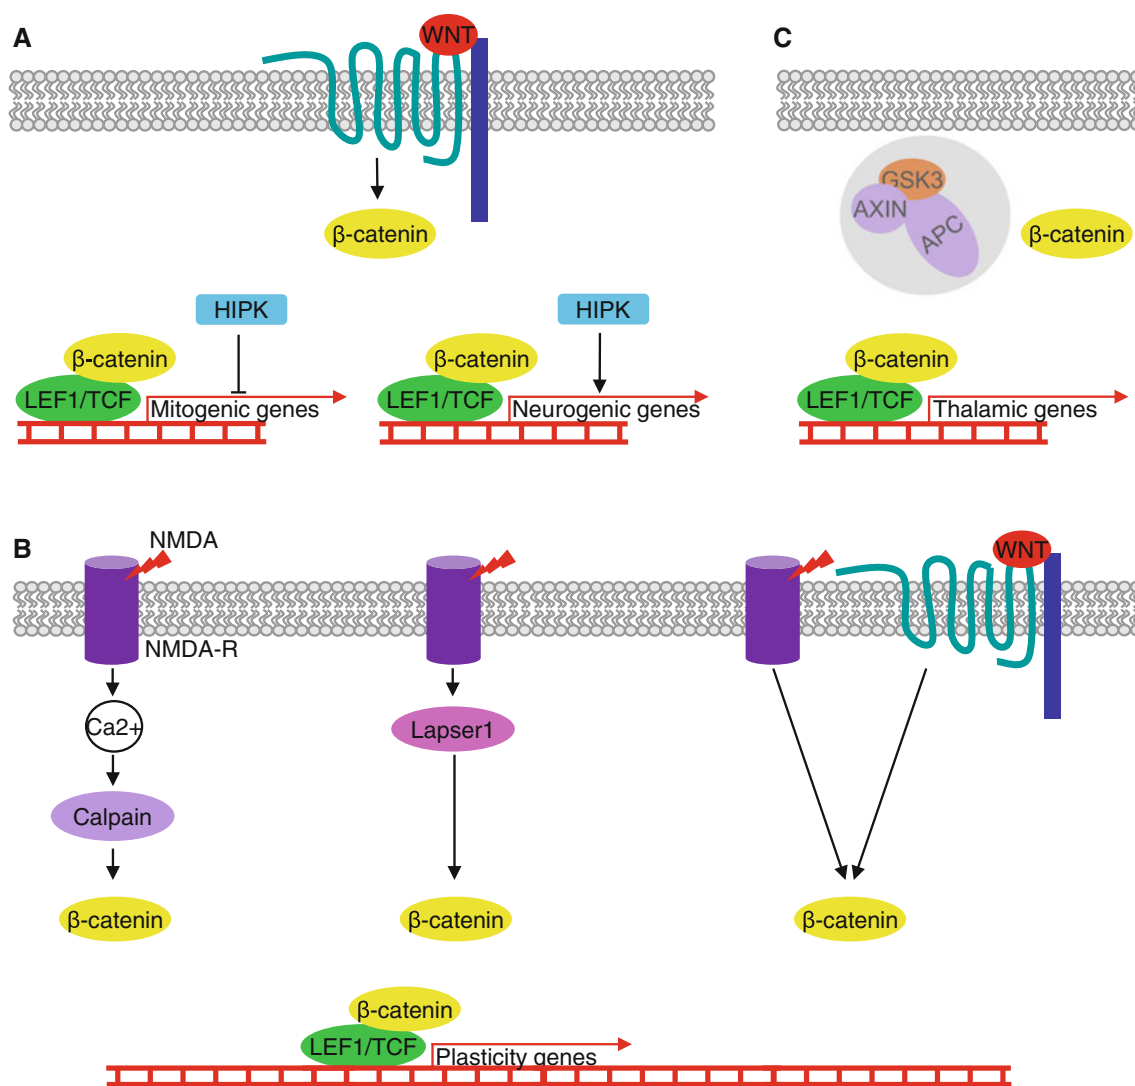 A
WNT
β-catenin
HIPK
β-catenin
LEF1/TCF
Mitogenic genes
HIPK
β-catenin
LEF1/TCF
Neurogenic genes
C
GSK3
AXIN
APC
β-catenin
β-catenin
LEF1/TCF
Thalamic genes
B
NMDA
NMDA-R
Ca2+
Calpain
β-catenin
Lapser1
β-catenin
WNT
β-catenin
β-catenin
LEF1/TCF
Plasticity genes